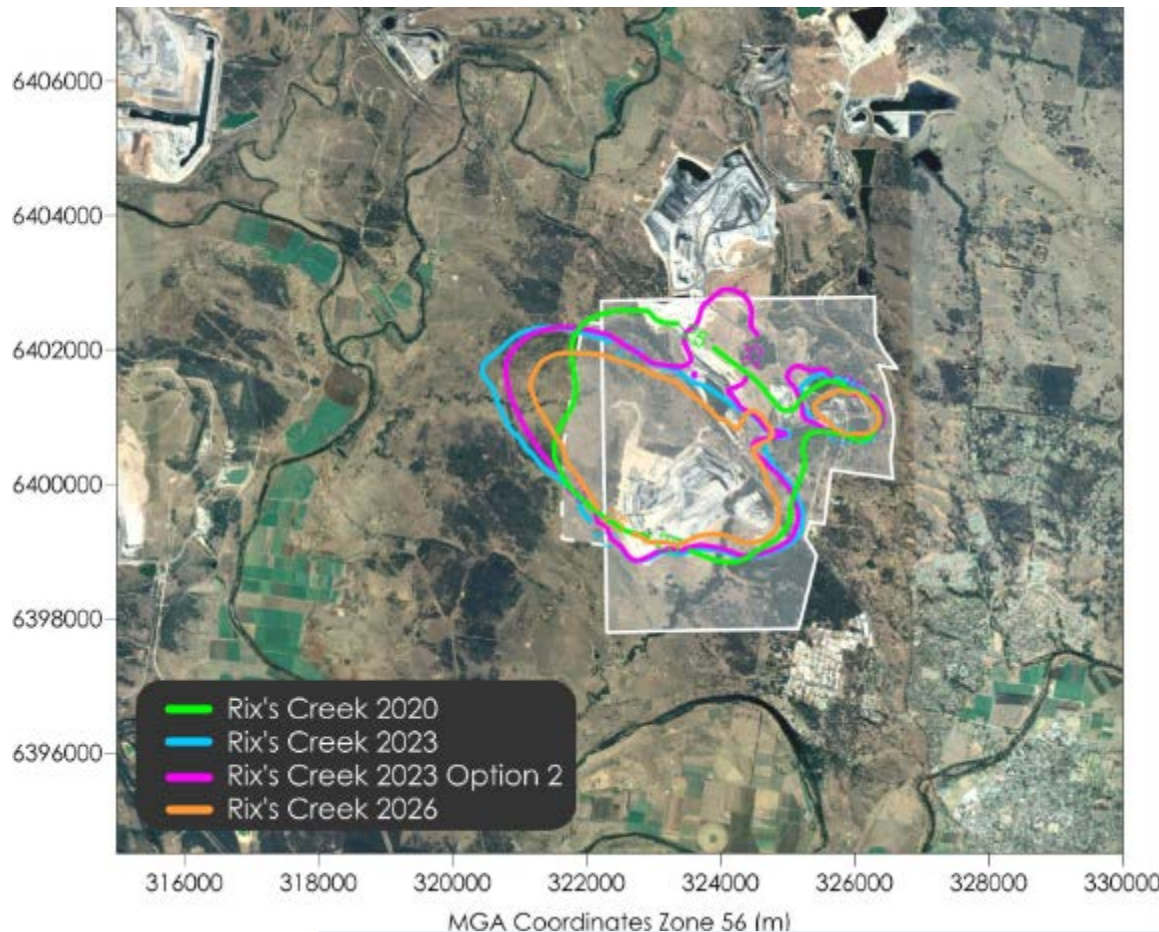 6406000
6404000
6402000
6400000
6398000
6396000
Rix's Creek 2020
Rix's Creek 2023
Rix's Creek 2023 Option 2
Rix's Creek 2026
316000 318000 320000 322000 324000 326000 328000 330000
MGA Coordinates Zone 56 (m)